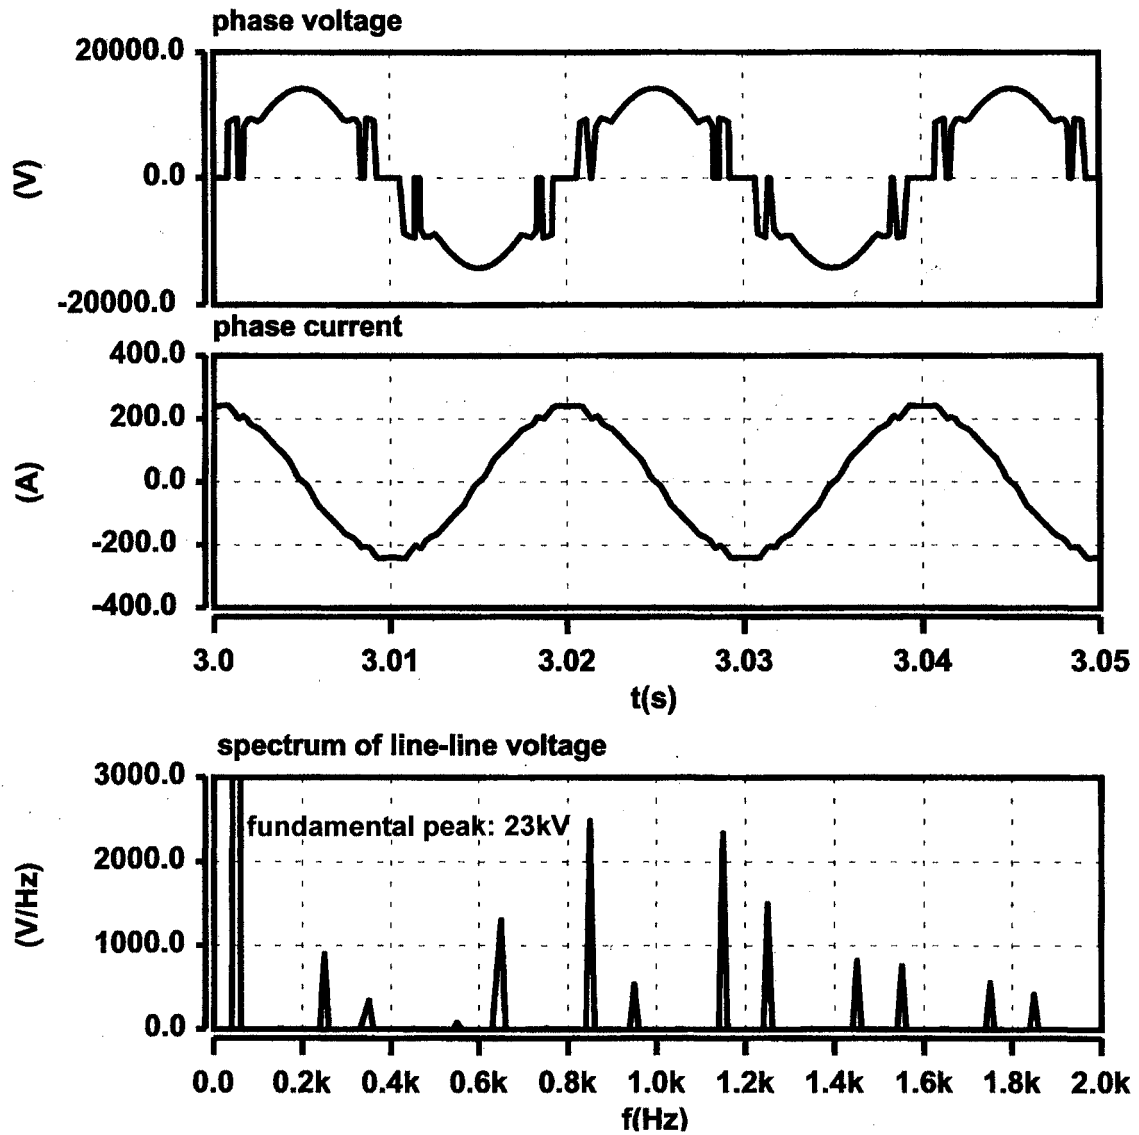 phase voltage
20000.0
0.0
-20000.0
(V)
phase current
400.0
200.0
0.0
-200.0
-400.0
(A)
3.0 3.01 3.02 3.03 3.04 3.05
t(s)
spectrum of line-line voltage
3000.0
fundamental peak: 23kV
2000.0
1000.0
0.0
(V/Hz)
0.0 0.2k 0.4k 0.6k 0.8k 1.0k 1.2k 1.4k 1.6k 1.8k 2.0k
f(Hz)